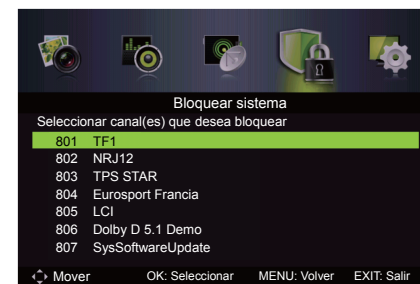 Bloquear sistema
Seleccionar canal(es) que desea bloquear
801 TF1
802 NRJ12
803 TPS STAR
804 Eurosport Francia
805 LCI
806 Dolby D 5.1 Demo
807 SysSoftwareUpdate
Mover OK: Seleccionar MENU: Volver EXIT: Salir